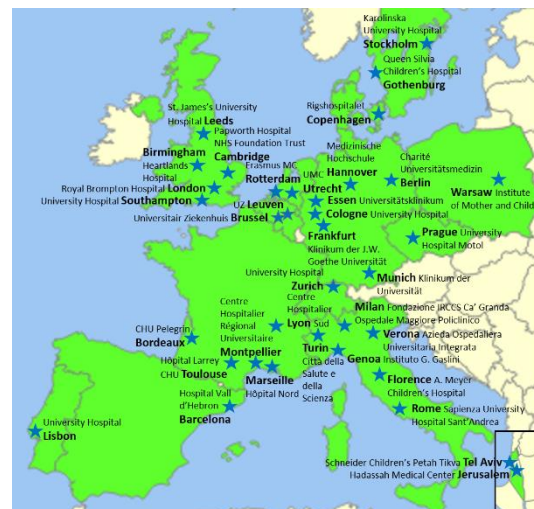 Karolinska
University Hospital
Stockholm
Queen Silvia
Children's Hospital
Gothenburg
Rigshospitalet
Copenhagen
St. James's University
Hospital Leeds
Papworth Hospital
NHS Foundation Trust
Cambridge
Birmingham
Heartlands
Hospital
Royal Brompton Hospital London
University Hospital Southampton
Erasmus MC
Rotterdam
UMC
Utrecht
Medizinische
Hochschule
Hannover
Charité
Universitätsmedizin
Berlin
Warsaw Institute
of Mother and Child
UZ Leuven
Universitair Ziekenhuis Brussel
Essen Universitätsklinikum
Cologne University Hospital
Frankfurt
Klinikum der J.W.
Goethe Universität
Prague University
Hospital Motol
Munich Klinikum der
Universität
University Hospital
Zurich
Centre
Hospitalier
Régional
Universitaire
Montpellier
Centre
Hospitalier
Lyon Sud
Milan Fondazione IRCCS Ca' Granda
Ospedale Maggiore Policlinico
Verona Azieda Ospedaliera
Universitaria Integrata
Turin
Città della
Salute e
della
Scienza
Genoa Instituto G. Gaslini
CHU Pelegrin
Bordeaux
Hôpital Larrey
CHU Toulouse
Marseille
Hôpital Nord
Hospital Vall
d'Hebron
Barcelona
Florence A. Meyer
Children's Hospital
Rome Sapienza University
Hospital Sant'Andrea
University Hospital
Lisbon
Schneider Children's Petah Tikva Tel Aviv
Hadassah Medical Center Jerusalem